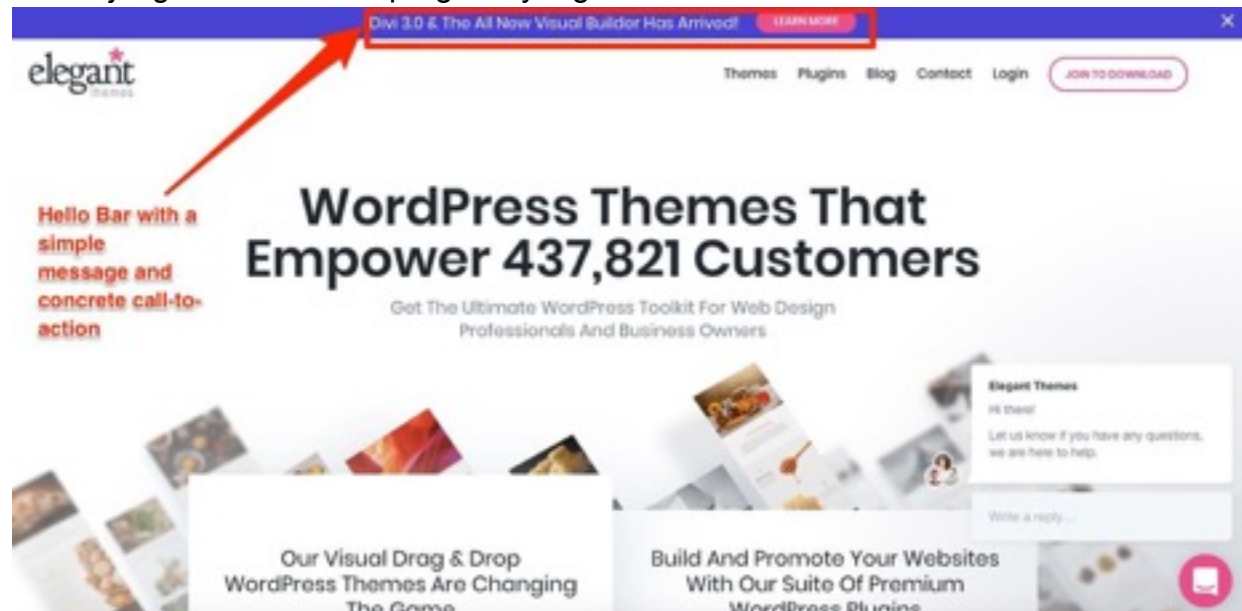 Divi 3.0 & The All New Visual Builder Has Arrived! LEARN MORE ×
elegant
themes
Themes Plugins Blog Contact Login JOIN TO DOWNLOAD
Hello Bar with a
simple
message and
concrete call-to-
action
WordPress Themes That
Empower 437,821 Customers
Get The Ultimate WordPress Toolkit For Web Design
Professionals And Business Owners
Elegant Themes
Hi there!
Let us know if you have any questions,
we are here to help.
Write a reply...
Our Visual Drag & Drop
WordPress Themes Are Changing
The Game
Build And Promote Your Websites
With Our Suite Of Premium
WordPress Plugins